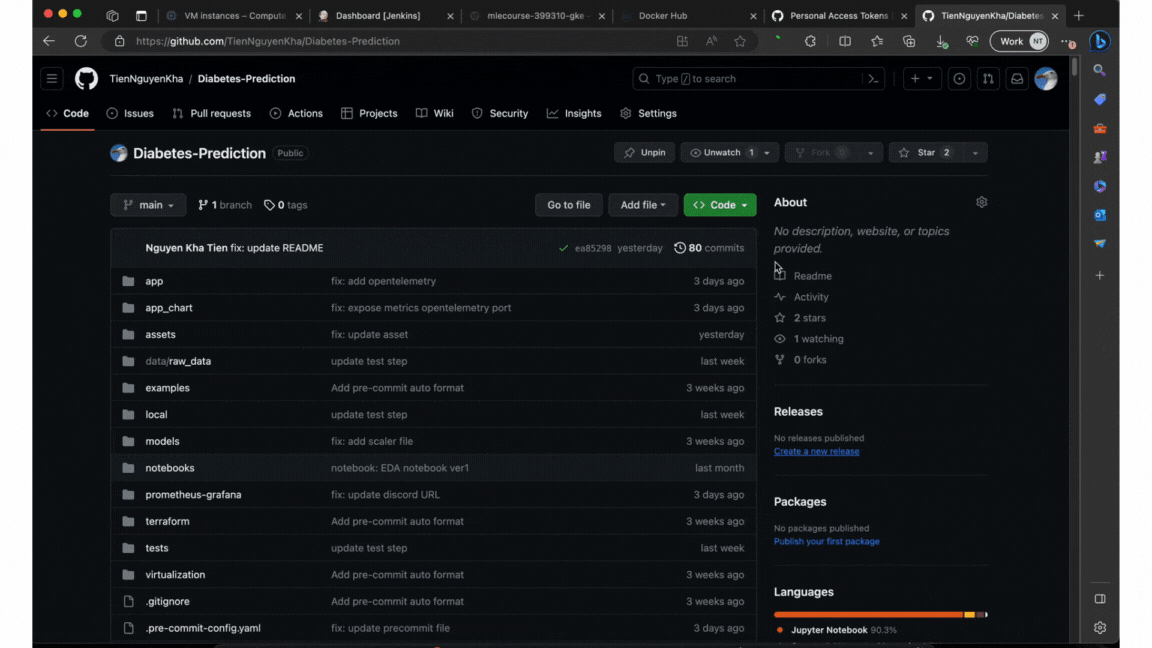 VM instances – Compute
Dashboard [Jenkins]
mlecourse-399310-gke
Docker Hub
Personal Access Tokens
TienNguyenKha/Diabetes
https://github.com/TienNguyenKha/Diabetes-Prediction
Work NT
TienNguyenKha / Diabetes-Prediction
Type / to search
Code Issues Pull requests Actions Projects Wiki Security Insights Settings
Diabetes-Prediction Public
Unpin Unwatch 1 Fork 0 Star 2
main 1 branch 0 tags
Go to file Add file Code
Nguyen Kha Tien fix: update README ea85298 yesterday 80 commits
app fix: add opentelemetry 3 days ago
app_chart fix: expose metrics opentelemetry port 3 days ago
assets fix: update asset yesterday
data/raw_data update test step last week
examples Add pre-commit auto format 3 weeks ago
local update test step last week
models fix: add scaler file 3 weeks ago
notebooks notebook: EDA notebook ver1 last month
prometheus-grafana fix: update discord URL 3 days ago
terraform Add pre-commit auto format 3 weeks ago
tests update test step last week
virtualization Add pre-commit auto format 3 weeks ago
.gitignore Add pre-commit auto format 3 weeks ago
.pre-commit-config.yaml fix: update precommit file 3 days ago
About
No description, website, or topics
provided.
Readme
Activity
2 stars
1 watching
0 forks
Releases
No releases published
Create a new release
Packages
No packages published
Publish your first package
Languages
Jupyter Notebook 90.3%